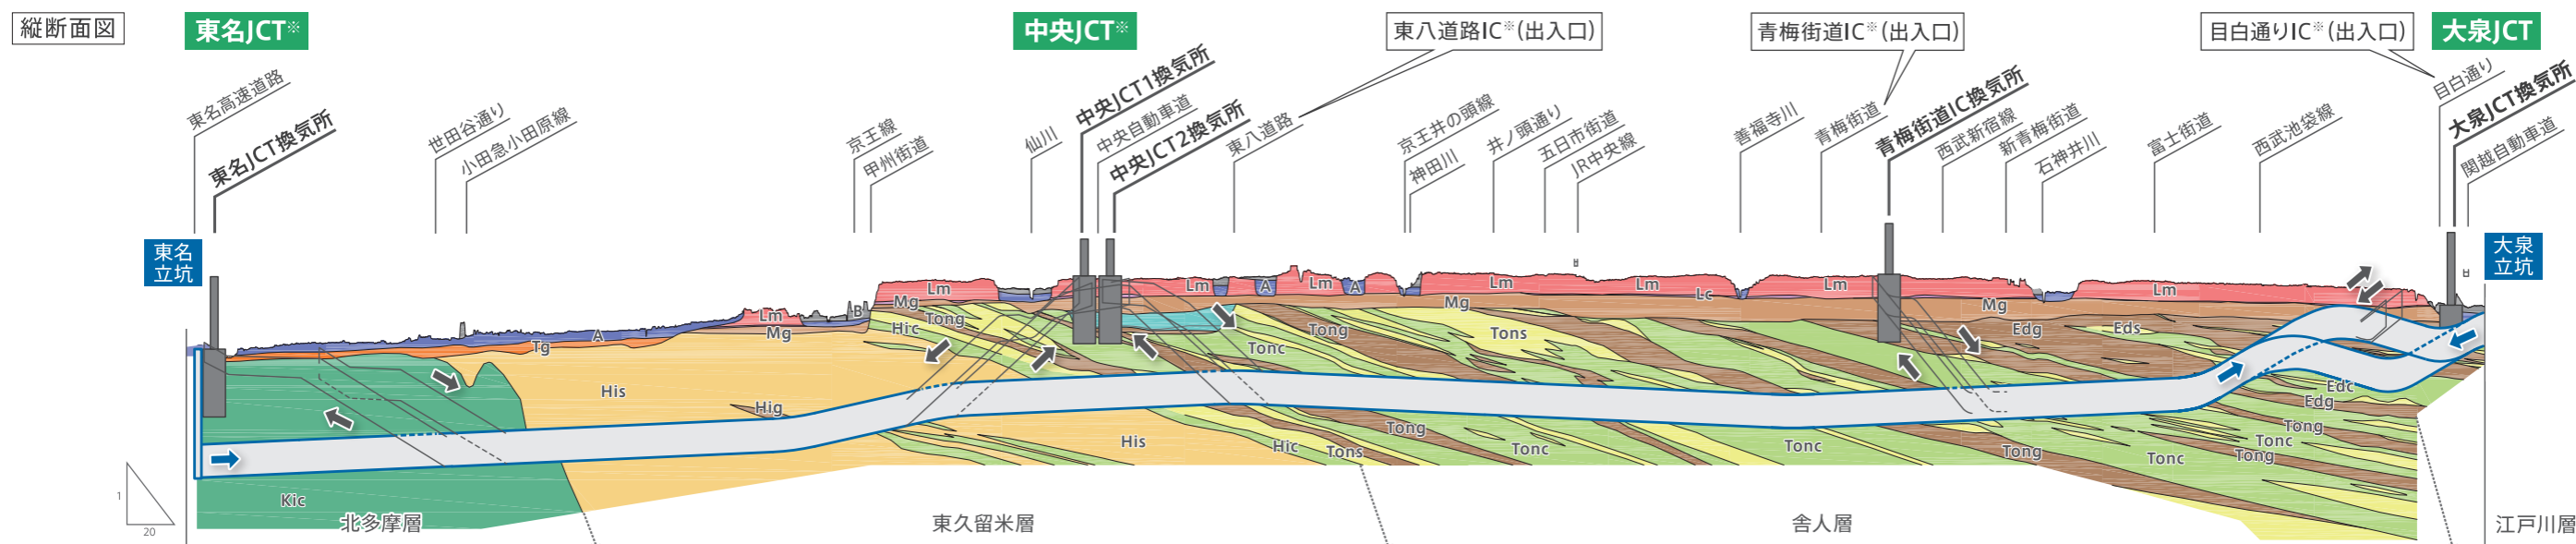 縦断面図
東名JCT※
中央JCT※
東八道路IC※(出入口)
青梅街道IC※(出入口)
目白通りIC※(出入口)
大泉JCT
東名高速道路
東名JCT換気所
世田谷通り
小田急小田原線
京王線
甲州街道
仙川
中央JCT1換気所
中央自動車道
中央JCT2換気所
東八道路
京王井の頭線
神田川
井ノ頭通り
五日市街道
JR中央線
善福寺川
青梅街道
青梅街道IC換気所
西武新宿線
新青梅街道
石神井川
富士街道
西武池袋線
目白通り
大泉JCT換気所
関越自動車道
東名
立坑
大泉
立坑
Lm
Mg
Tg
A
B
Lm
Mg
Tong
Hic
Lm
A
Lm
A
Lm
Mg
Lm
Lc
Lm
Mg
Lm
Tonc
Tong
Tons
Edg
Eds
His
Hig
His
Hic
Tons
Tong
Tonc
Tonc
Tong
Tonc
Edc
Edg
Tong
Tonc
Tong
Kic
1
20
北多摩層
東久留米層
舎人層
江戸川層